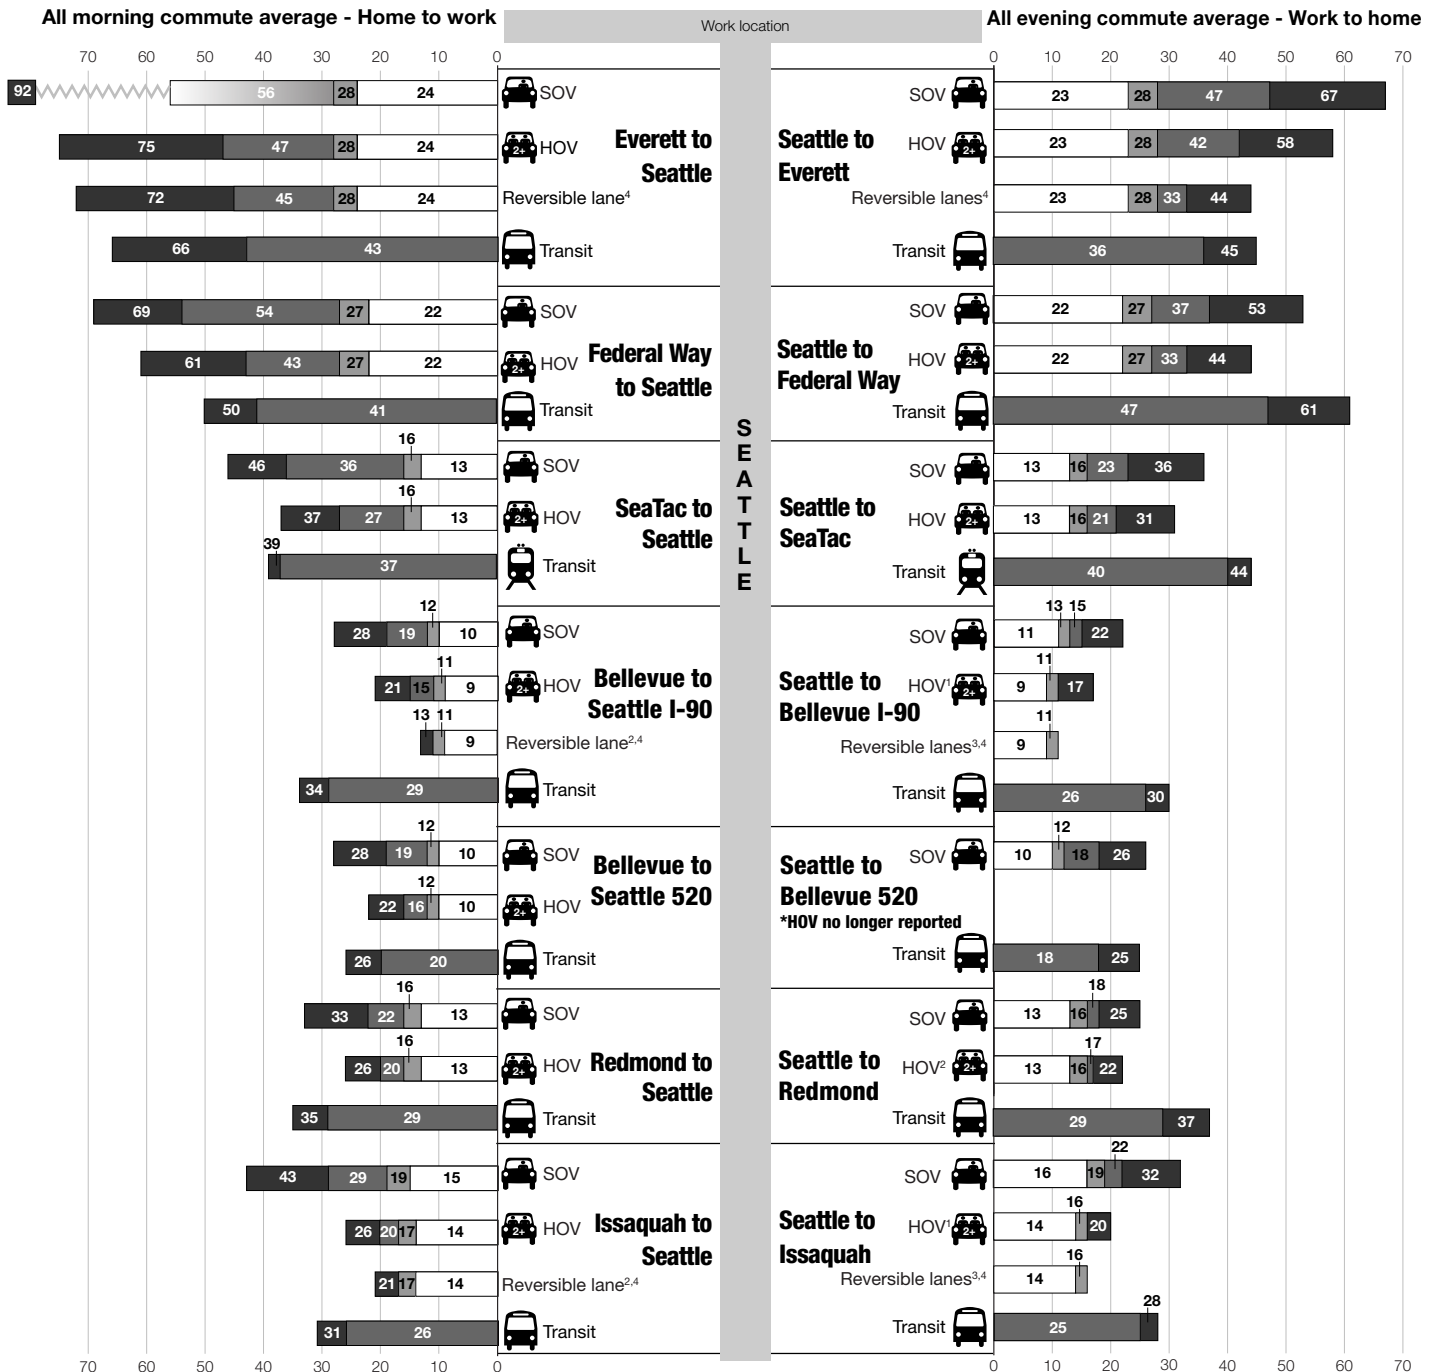 All morning commute average - Home to work
Work location
All evening commute average - Work to home
70 60 50 40 30 20 10 0
0 10 20 30 40 50 60 70
SEATTLE
Everett to
Seattle
92 56 28 24 SOV
75 47 28 24 2+ HOV
72 45 28 24 Reversible lane4
66 43 Transit
Seattle to
Everett
SOV 23 28 47 67
HOV 2+ 23 28 42 58
Reversible lanes4 23 28 33 44
Transit 36 45
Federal Way
to Seattle
69 54 27 22 SOV
61 43 27 22 2+ HOV
50 41 Transit
Seattle to
Federal Way
SOV 22 27 37 53
HOV 2+ 22 27 33 44
Transit 47 61
SeaTac to
Seattle
46 36 16 13 SOV
37 27 16 13 2+ HOV
39 37 Transit
Seattle to
SeaTac
SOV 13 16 23 36
HOV 2+ 13 16 21 31
Transit 40 44
Bellevue to
Seattle I-90
28 19 12 10 SOV
21 15 11 9 2+ HOV
13 11 9 Reversible lane2,4
34 29 Transit
Seattle to
Bellevue I-90
SOV 11 13 15 22
HOV1 2+ 9 11 17
Reversible lanes3,4 9 11
Transit 26 30
Bellevue to
Seattle 520
28 19 12 10 SOV
22 16 12 10 2+ HOV
26 20 Transit
Seattle to
Bellevue 520
*HOV no longer reported
SOV 10 12 18 26
Transit 18 25
Redmond to
Seattle
33 22 16 13 SOV
26 20 16 13 2+ HOV
35 29 Transit
Seattle to
Redmond
SOV 13 16 18 25
HOV2 2+ 13 16 17 22
Transit 29 37
Issaquah to
Seattle
43 29 19 15 SOV
26 20 17 14 2+ HOV
21 17 14 Reversible lane2,4
31 26 Transit
Seattle to
Issaquah
SOV 16 19 22 32
HOV1 2+ 14 16 20
Reversible lanes3,4 14 16
Transit 25 28
70 60 50 40 30 20 10 0
0 10 20 30 40 50 60 70